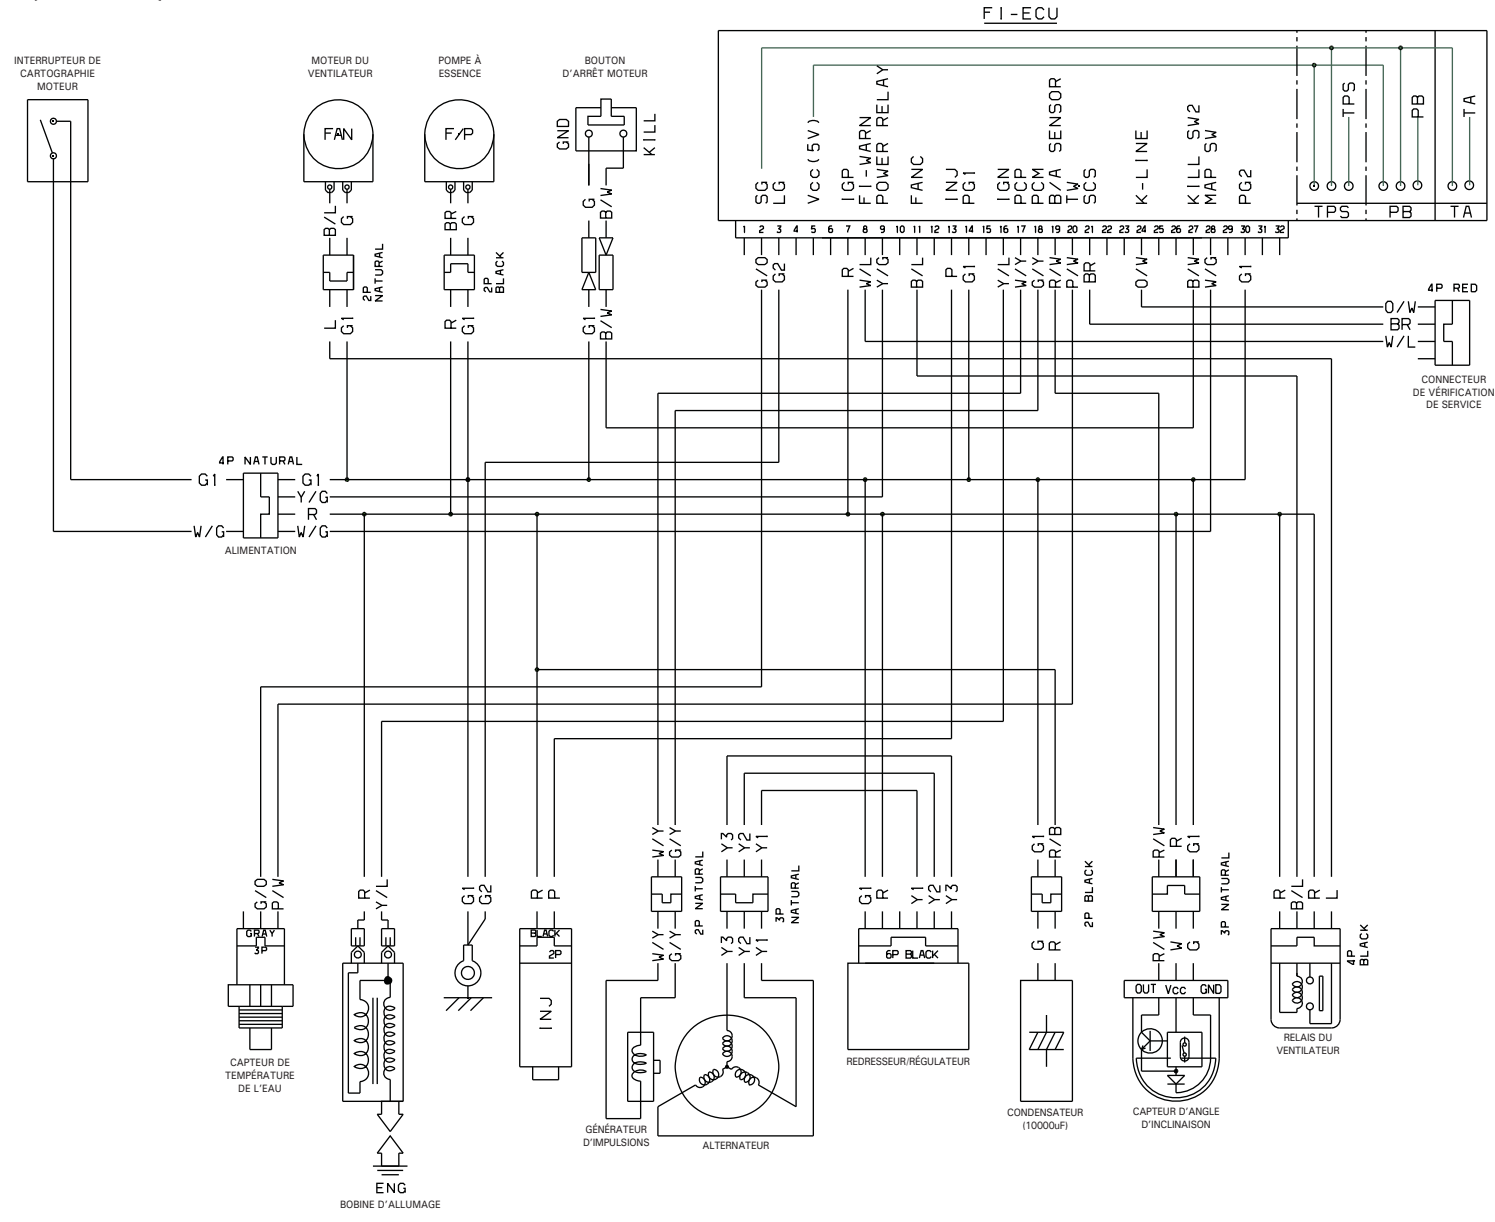 FI-ECU
INTERRUPTEUR DE
CARTOGRAPHIE
MOTEUR
MOTEUR DU
VENTILATEUR
POMPE À
ESSENCE
BOUTON
D'ARRÊT MOTEUR
FAN
F/P
GND
KILL
SG
LG
Vcc(5V)
IGP
FI-WARN
POWER RELAY
FANC
INJ
PG1
IGN
PCP
PCM
B/A SENSOR
TW
SCS
K-LINE
KILL SW2
MAP SW
PG2
TPS
PB
TA
TPS
PB
TA
1 2 3 4 5 6 7 8 9 10 11 12 13 14 15 16 17 18 19 20 21 22 23 24 25 26 27 28 29 30 31 32
B/L
G
BR
G
G
B/W
2P
NATURAL
2P
BLACK
L
G1
R
G1
G1
B/W
G/O
G2
R
W/L
Y/G
B/L
P
G1
Y/L
W/Y
G/Y
R/W
P/W
BR
O/W
B/W
W/G
G1
4P RED
O/W
BR
W/L
CONNECTEUR
DE VÉRIFICATION
DE SERVICE
4P NATURAL
G1
G1
Y/G
R
W/G
W/G
ALIMENTATION
G/O
P/W
R
Y/L
G1
G2
R
P
W/Y
G/Y
2P NATURAL
Y3
Y2
Y1
3P
NATURAL
G1
R
Y1
Y2
Y3
G1
R/B
2P BLACK
R/W
R
G1
3P NATURAL
R
B/L
R
L
4P
BLACK
GRAY
3P
BLACK
2P
W/Y
G/Y
Y3
Y2
Y1
6P BLACK
G
R
R/W
W
G
INJ
OUT Vcc GND
CAPTEUR DE
TEMPÉRATURE
DE L'EAU
ENG
BOBINE D'ALLUMAGE
GÉNÉRATEUR
D'IMPULSIONS
ALTERNATEUR
REDRESSEUR/RÉGULATEUR
CONDENSATEUR
(10000uF)
CAPTEUR D'ANGLE
D'INCLINAISON
RELAIS DU
VENTILATEUR